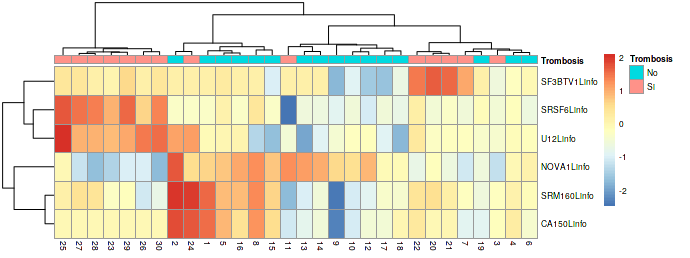 Trombosis
2
Trombosis
No
Si
1
0
-1
-2
SF3BTV1Linfo
SRSF6Linfo
U12Linfo
NOVA1Linfo
SRM160Linfo
CA150Linfo
25 27 28 23 29 26 30 2 24 1 5 16 8 15 11 13 14 9 10 12 17 18 22 20 21 7 19 3 4 6